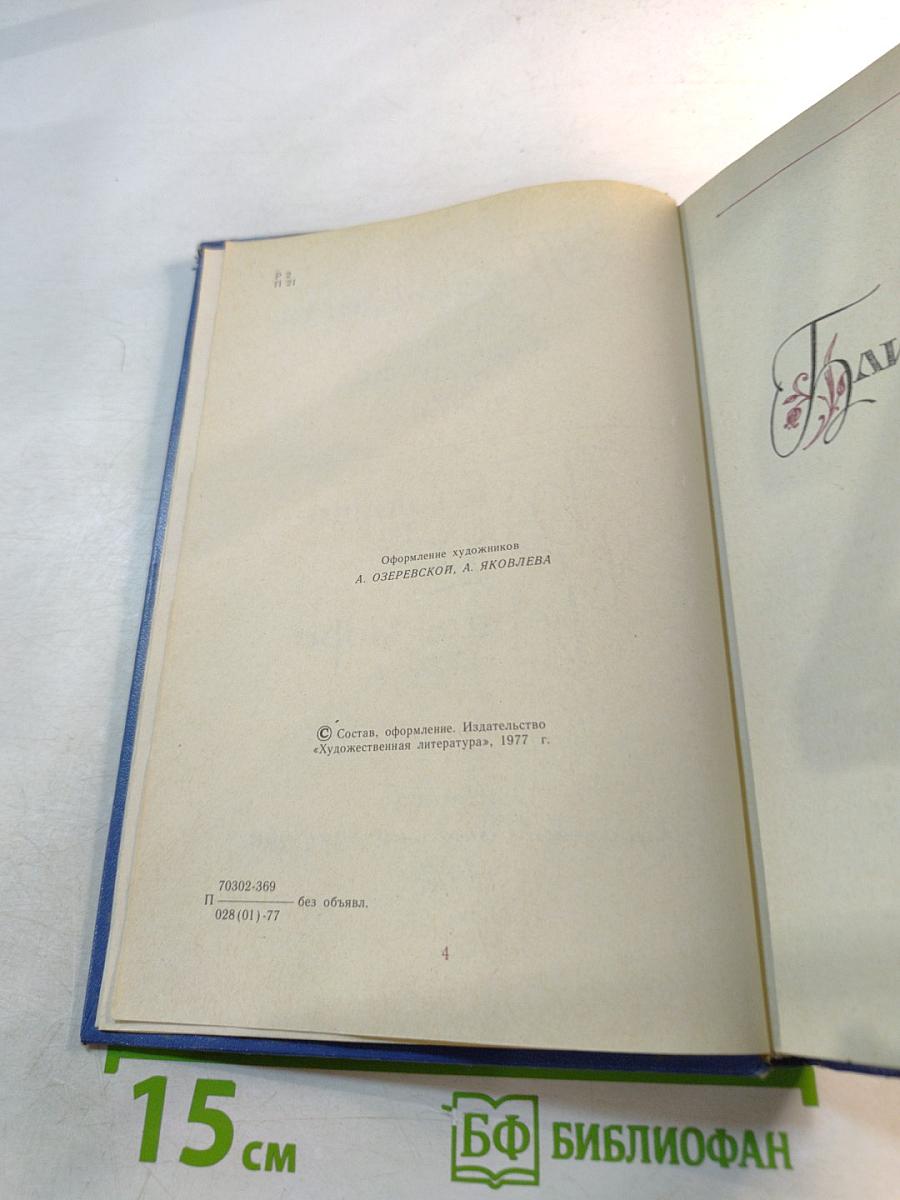 Р 2
П 21
Оформление художников
А. ОЗЕРЕВСКОЙ, А. ЯКОВЛЕВА
© Состав, оформление. Издательство
«Художественная литература», 1977 г.
70302-369
П ——— без объявл.
028(01)-77
4
Бли
15 см
БФ БИБЛИОФАН